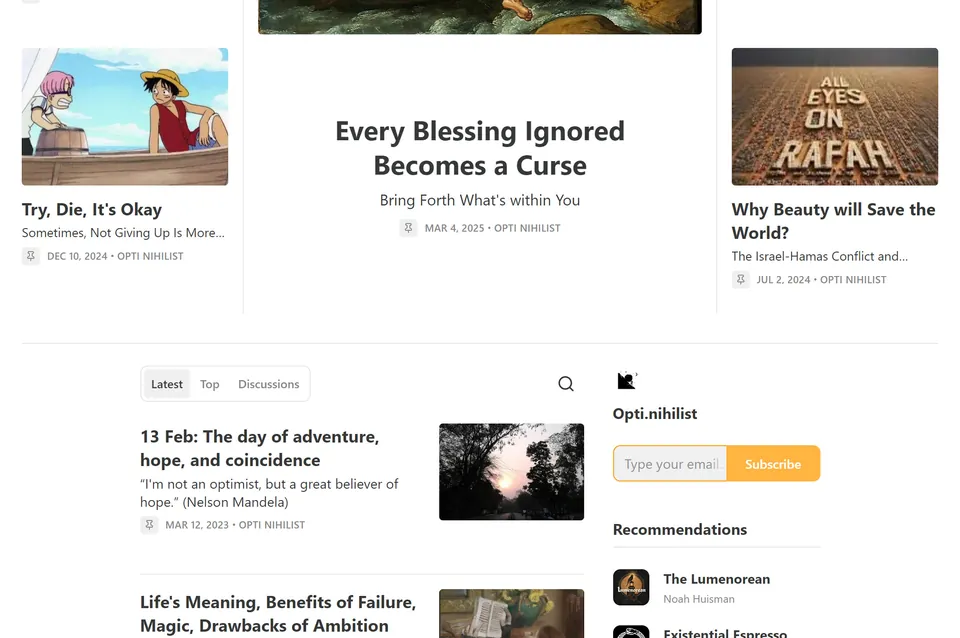 Try, Die, It's Okay
Sometimes, Not Giving Up Is More...
DEC 10, 2024 • OPTI NIHILIST
Every Blessing Ignored
Becomes a Curse
Bring Forth What's within You
MAR 4, 2025 • OPTI NIHILIST
ALL
EYES
ON
RAFAH
Why Beauty will Save the
World?
The Israel-Hamas Conflict and...
JUL 2, 2024 • OPTI NIHILIST
Latest Top Discussions
13 Feb: The day of adventure,
hope, and coincidence
“I'm not an optimist, but a great believer of
hope.” (Nelson Mandela)
MAR 12, 2023 • OPTI NIHILIST
Life's Meaning, Benefits of Failure,
Magic, Drawbacks of Ambition
Opti.nihilist
Type your email... Subscribe
Recommendations
Lumenorean
The Lumenorean
Noah Huisman
Existential Espresso